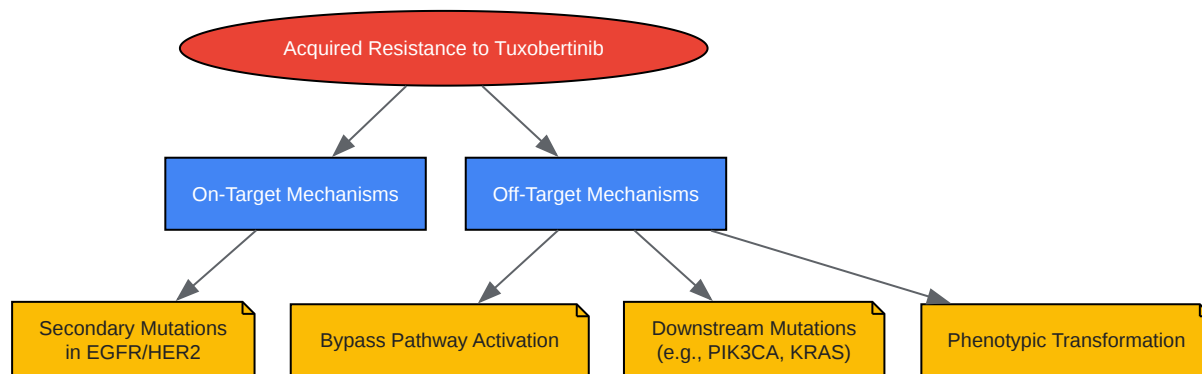 Acquired Resistance to Tuxobertinib
On-Target Mechanisms
Off-Target Mechanisms
Secondary Mutations
in EGFR/HER2
Bypass Pathway Activation
Downstream Mutations
(e.g., PIK3CA, KRAS)
Phenotypic Transformation